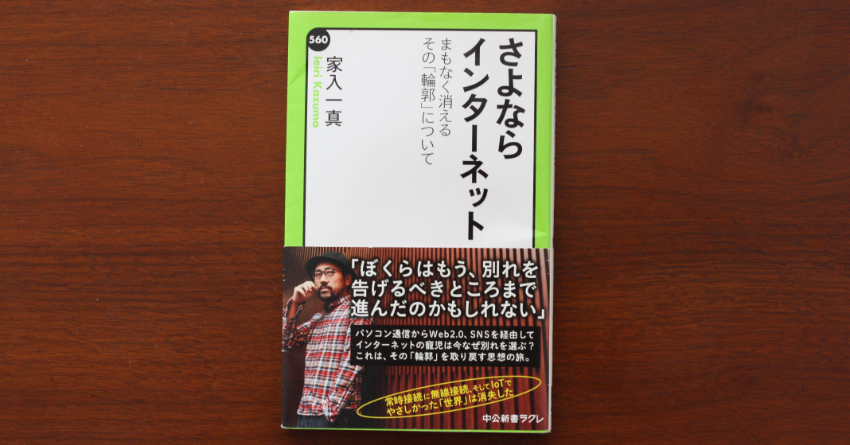 さよなら
インターネット
まもなく消える
その「輪郭」について
560
家入一真
Ieiri Kazuma
「ぼくらはもう、別れを
告げるべきところまで
進んだのかもしれない」
パソコン通信からWeb2.0、SNSを経由して
インターネットの寵児は今なぜ別れを選ぶ？
これは、その「輪郭」を取り戻す思想の旅。
常時接続に無線接続、そしてIoTで
やさしかった「世界」は消失した
中公新書ラクレ